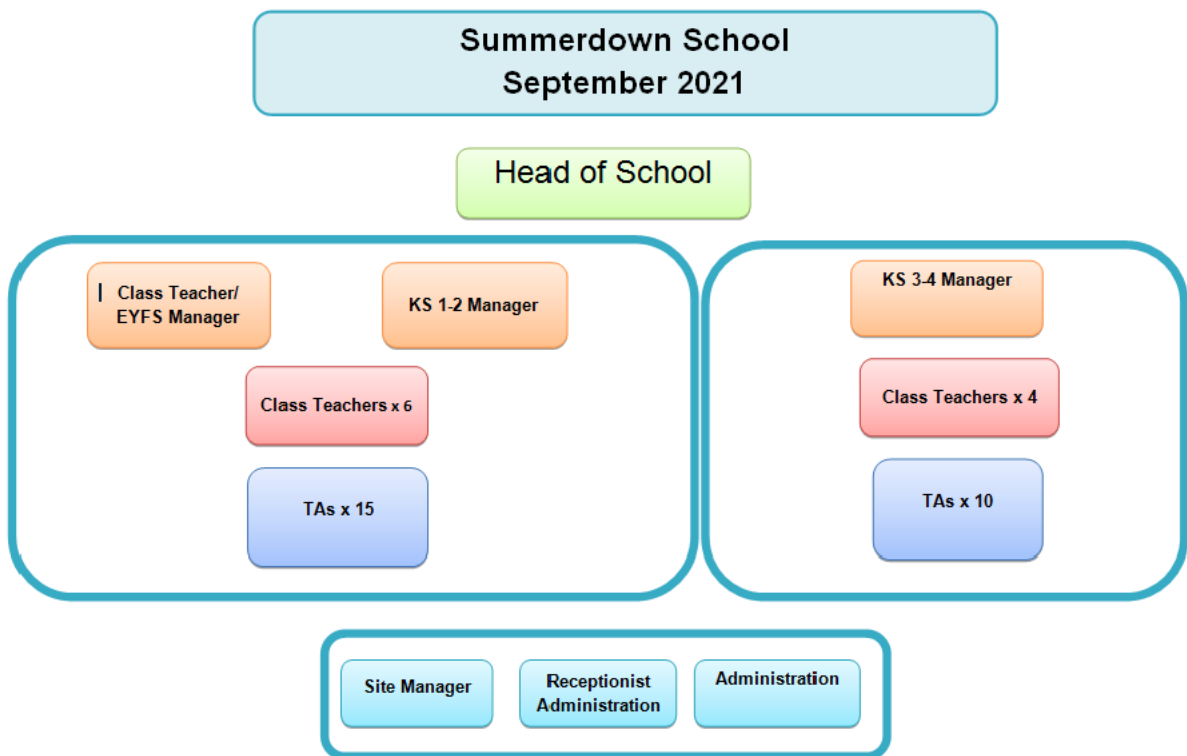 Summerdown School
September 2021
Head of School
Class Teacher/
EYFS Manager
KS 1-2 Manager
Class Teachers x 6
TAs x 15
KS 3-4 Manager
Class Teachers x 4
TAs x 10
Site Manager
Receptionist
Administration
Administration